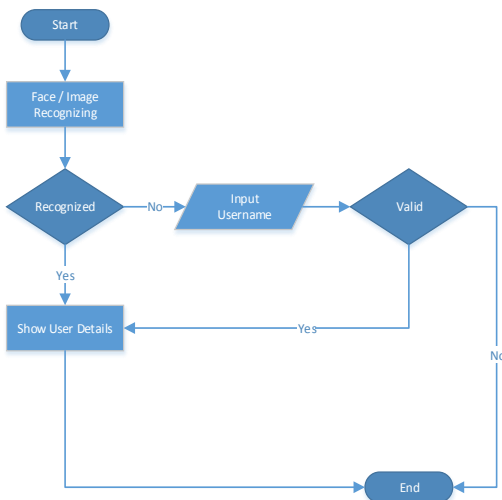 Start
Face / Image
Recognizing
Recognized
No
Input
Username
Valid
Yes
Show User Details
Yes
No
End